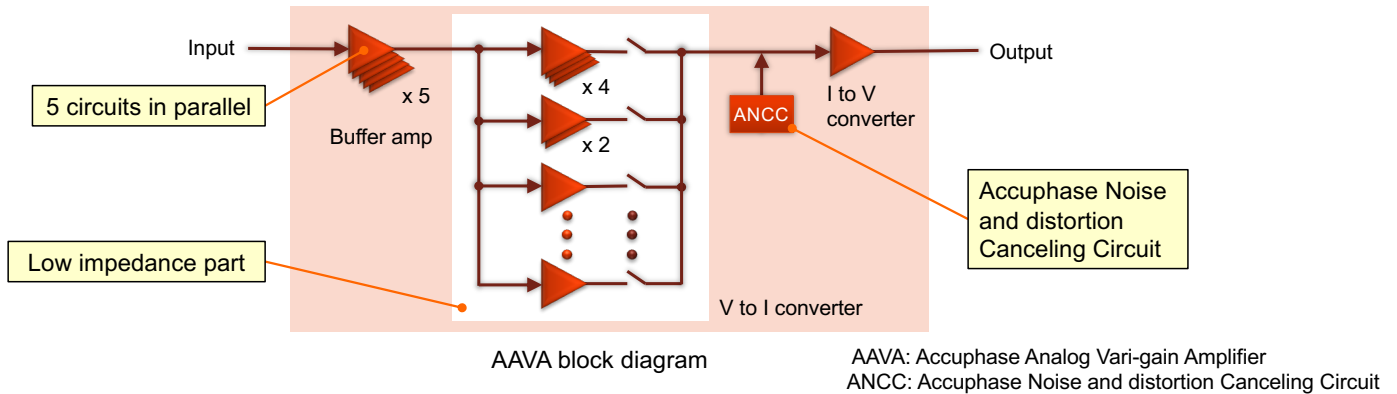 Input
5 circuits in parallel
x 5
Buffer amp
x 4
x 2
ANCC
I to V
converter
Output
Accuphase Noise
and distortion
Canceling Circuit
Low impedance part
V to I converter
AAVA block diagram
AAVA: Accuphase Analog Vari-gain Amplifier
ANCC: Accuphase Noise and distortion Canceling Circuit